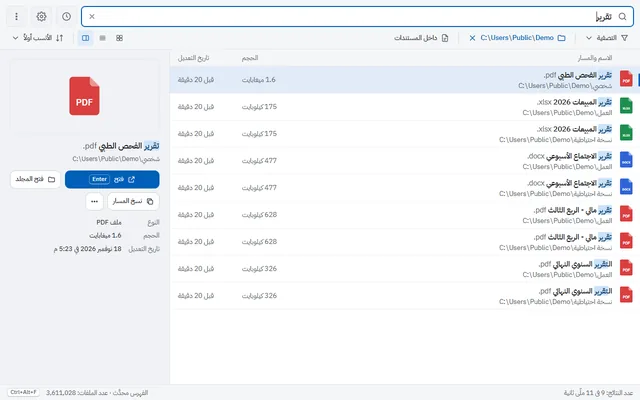 تقرير
التصفية
C:\Users\Public\Demo
داخل المستندات
الأنسب أولاً
الاسم والمسار
الحجم
تاريخ التعديل
تقرير الفحص الطبي.pdf
C:\Users\Public\Demo\شخصي
1.6 ميغابايت
قبل 20 دقيقة
تقرير المبيعات 2026.xlsx
C:\Users\Public\Demo\العمل
175 كيلوبايت
قبل 20 دقيقة
تقرير المبيعات 2026.xlsx
C:\Users\Public\Demo\نسخة احتياطية
175 كيلوبايت
قبل 20 دقيقة
تقرير الاجتماع الأسبوعي.docx
C:\Users\Public\Demo\العمل
477 كيلوبايت
قبل 20 دقيقة
تقرير الاجتماع الأسبوعي.docx
C:\Users\Public\Demo\نسخة احتياطية
477 كيلوبايت
قبل 20 دقيقة
تقرير مالي - الربع الثالث.pdf
C:\Users\Public\Demo\العمل
628 كيلوبايت
قبل 20 دقيقة
تقرير مالي - الربع الثالث.pdf
C:\Users\Public\Demo\نسخة احتياطية
628 كيلوبايت
قبل 20 دقيقة
التقرير السنوي النهائي.pdf
C:\Users\Public\Demo\العمل
326 كيلوبايت
قبل 20 دقيقة
التقرير السنوي النهائي.pdf
C:\Users\Public\Demo\نسخة احتياطية
326 كيلوبايت
قبل 20 دقيقة
PDF
تقرير الفحص الطبي.pdf
C:\Users\Public\Demo\شخصي
فتح Enter
فتح المجلد
نسخ المسار
النوع ملف PDF
الحجم 1.6 ميغابايت
تاريخ التعديل 18 نوفمبر 2026 في 5:23 م
عدد النتائج: 9 في 11 ملّي ثانية
الفهرس محدَّث · عدد الملفات: 3,611,028
Ctrl+Alt+F